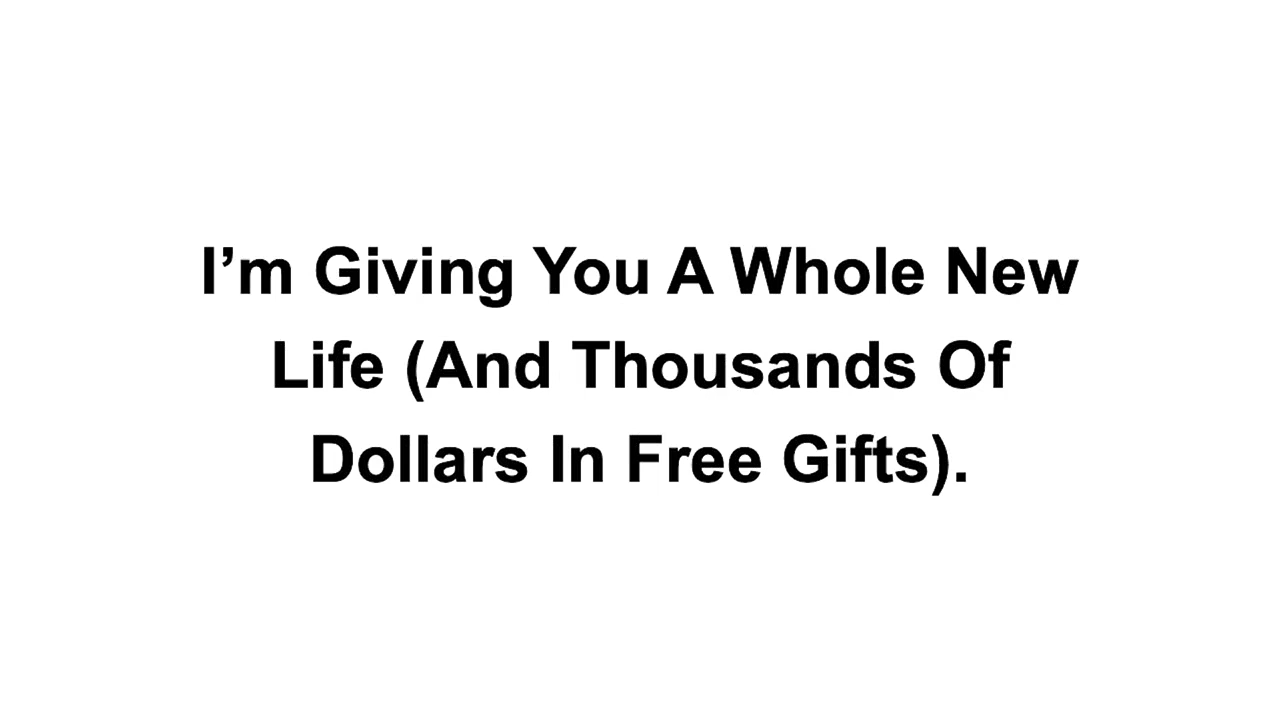 I’m Giving You A Whole New
Life (And Thousands Of
Dollars In Free Gifts).